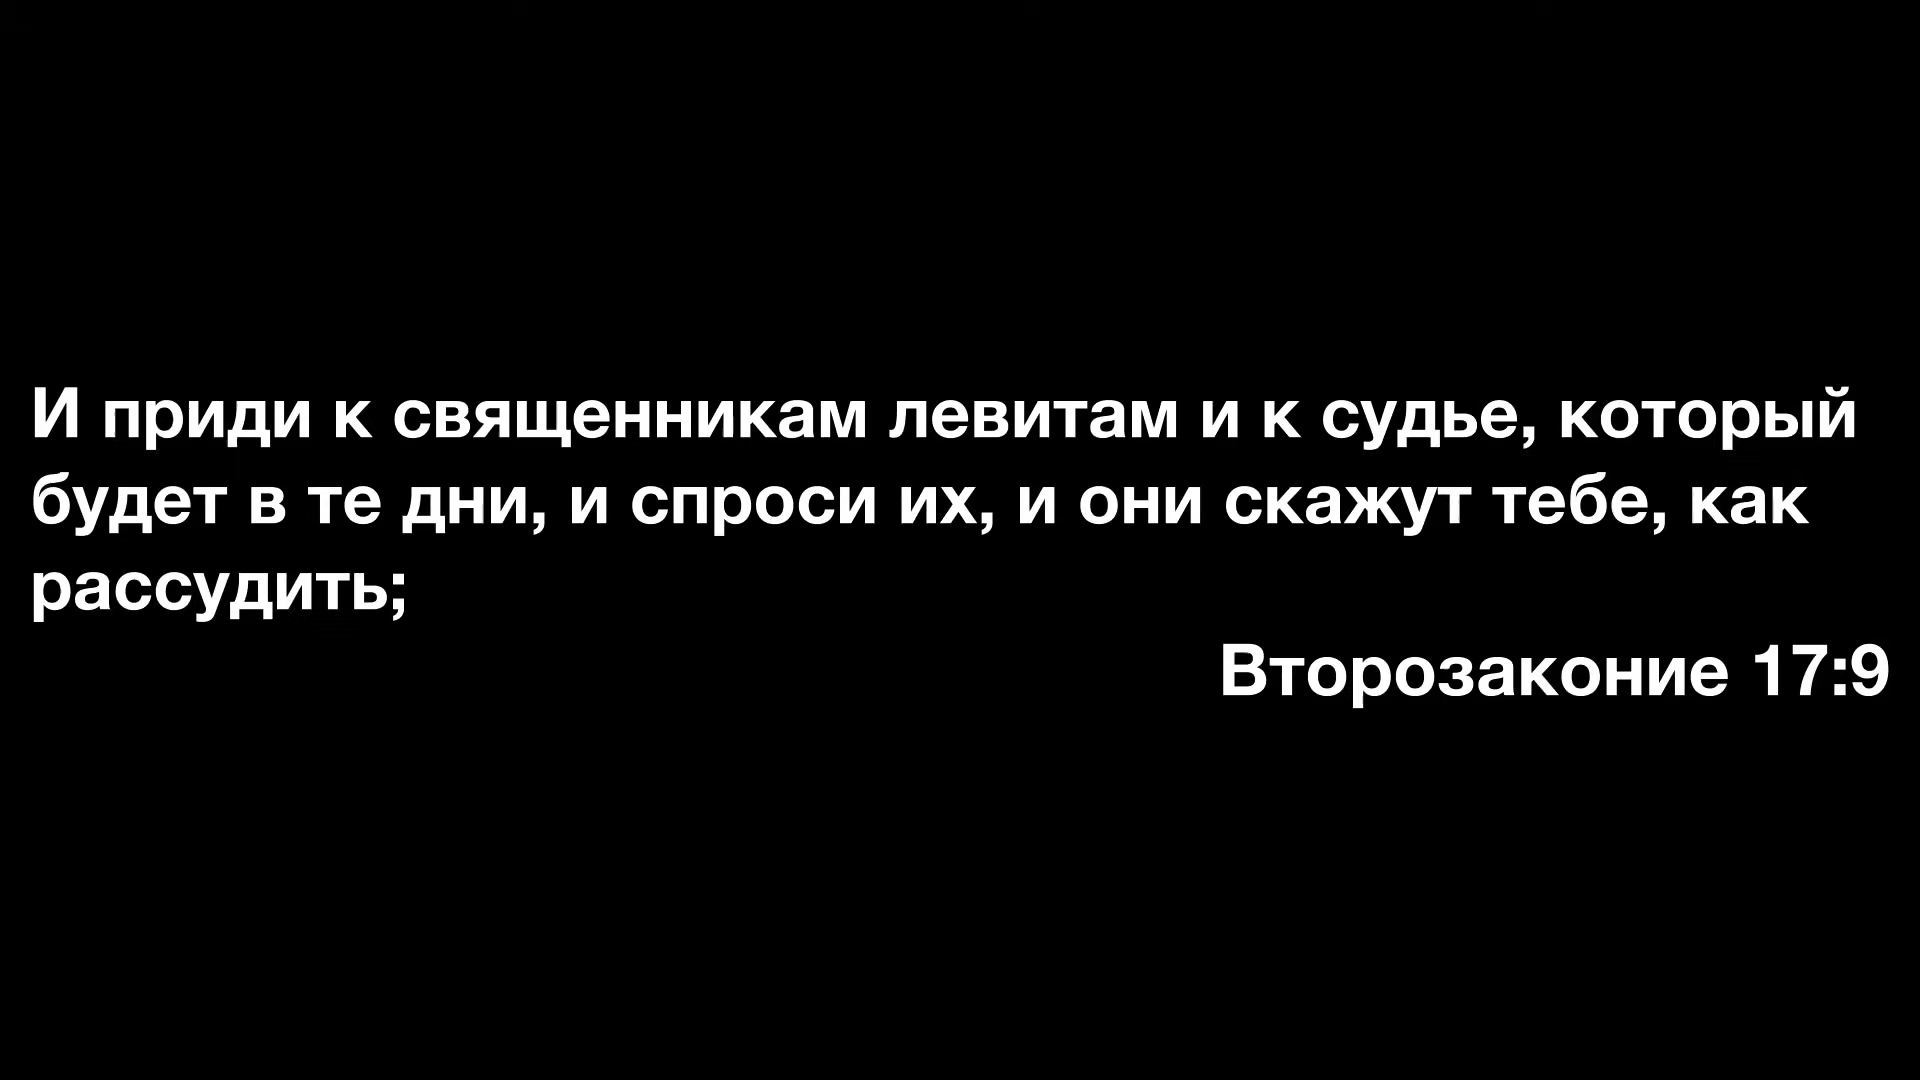 И приди к священникам левитам и к судье, который
будет в те дни, и спроси их, и они скажут тебе, как
рассудить;
Второзаконие 17:9